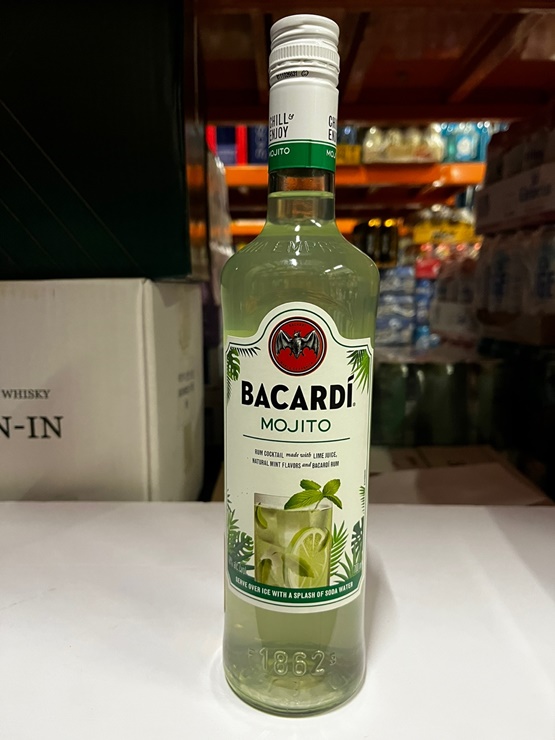 CHILL &
ENJOY
MOJITO
BACARDÍ
MOJITO
RUM COCKTAIL made with LIME JUICE,
NATURAL MINT FLAVORS and BACARDÍ RUM
SERVE OVER ICE WITH A SPLASH OF SODA WATER
1862
WHISKY
N-IN